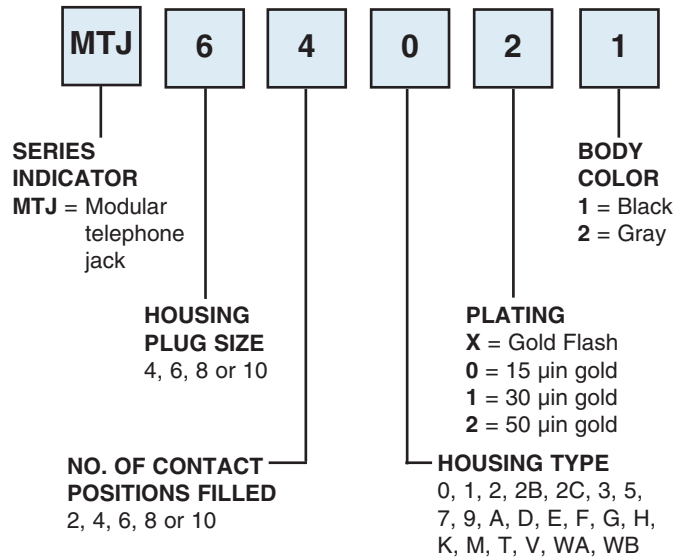 MTJ 6 4 0 2 1
SERIES
INDICATOR
MTJ = Modular
telephone
jack
BODY
COLOR
1 = Black
2 = Gray
HOUSING
PLUG SIZE
4, 6, 8 or 10
PLATING
X = Gold Flash
0 = 15 µin gold
1 = 30 µin gold
2 = 50 µin gold
NO. OF CONTACT
POSITIONS FILLED
2, 4, 6, 8 or 10
HOUSING TYPE
0, 1, 2, 2B, 2C, 3, 5,
7, 9, A, D, E, F, G, H,
K, M, T, V, WA, WB